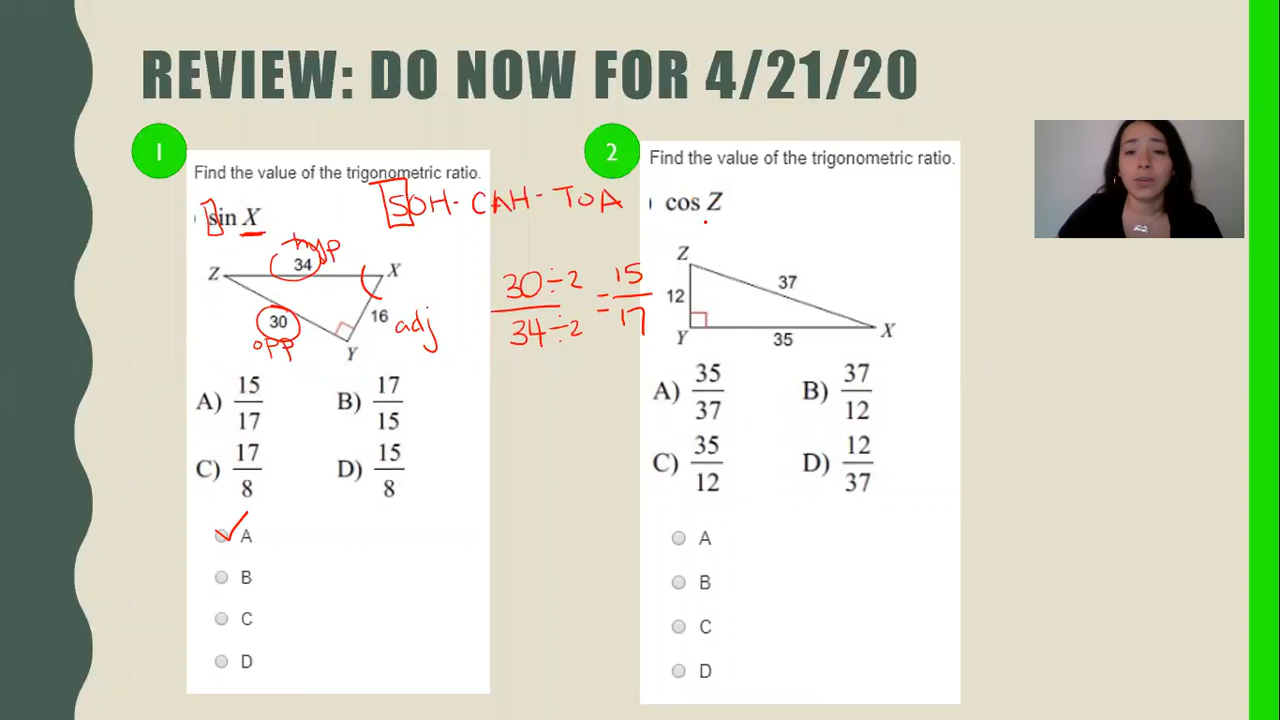 REVIEW: DO NOW FOR 4/21/20
1
Find the value of the trigonometric ratio.
sin X
SOH- CAH- TOA
hyp
34
Z
X
30
opp
16
adj
Y
30÷2
34÷2
=
15
17
A) 15/17
B) 17/15
C) 17/8
D) 15/8
A
B
C
D
2
Find the value of the trigonometric ratio.
) cos Z
Z
37
12
Y
35
X
A) 35/37
B) 37/12
C) 35/12
D) 12/37
A
B
C
D